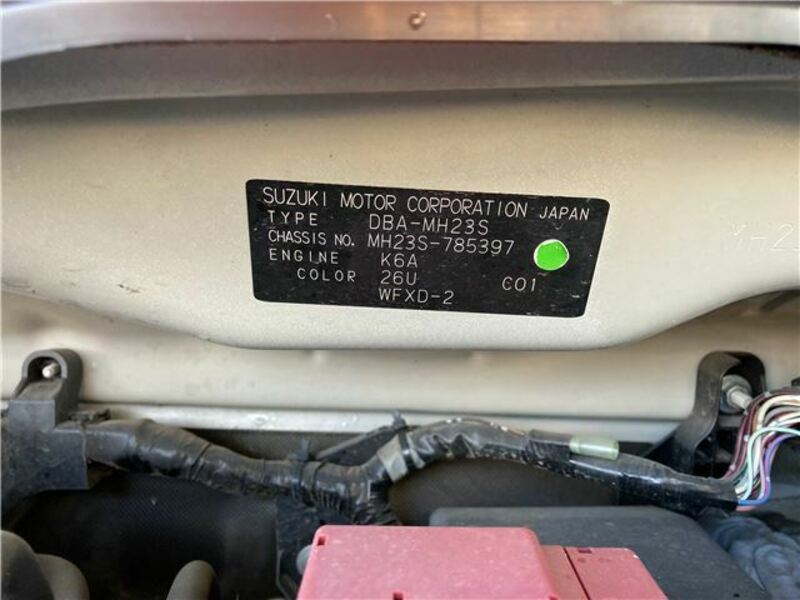 SUZUKI MOTOR CORPORATION JAPAN
TYPE DBA-MH23S
CHASSIS NO. MH23S-785397
ENGINE K6A
COLOR 26U C01
WFXD-2